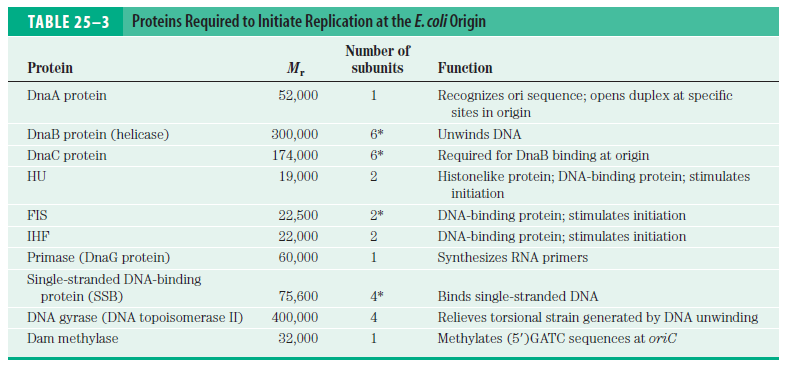 TABLE 25–3 Proteins Required to Initiate Replication at the E. coli Origin
Number of
Protein Mr subunits Function
DnaA protein 52,000 1 Recognizes ori sequence; opens duplex at specific
sites in origin
DnaB protein (helicase) 300,000 6* Unwinds DNA
DnaC protein 174,000 6* Required for DnaB binding at origin
HU 19,000 2 Histonelike protein; DNA-binding protein; stimulates
initiation
FIS 22,500 2* DNA-binding protein; stimulates initiation
IHF 22,000 2 DNA-binding protein; stimulates initiation
Primase (DnaG protein) 60,000 1 Synthesizes RNA primers
Single-stranded DNA-binding
protein (SSB) 75,600 4* Binds single-stranded DNA
DNA gyrase (DNA topoisomerase II) 400,000 4 Relieves torsional strain generated by DNA unwinding
Dam methylase 32,000 1 Methylates (5′)GATC sequences at oriC